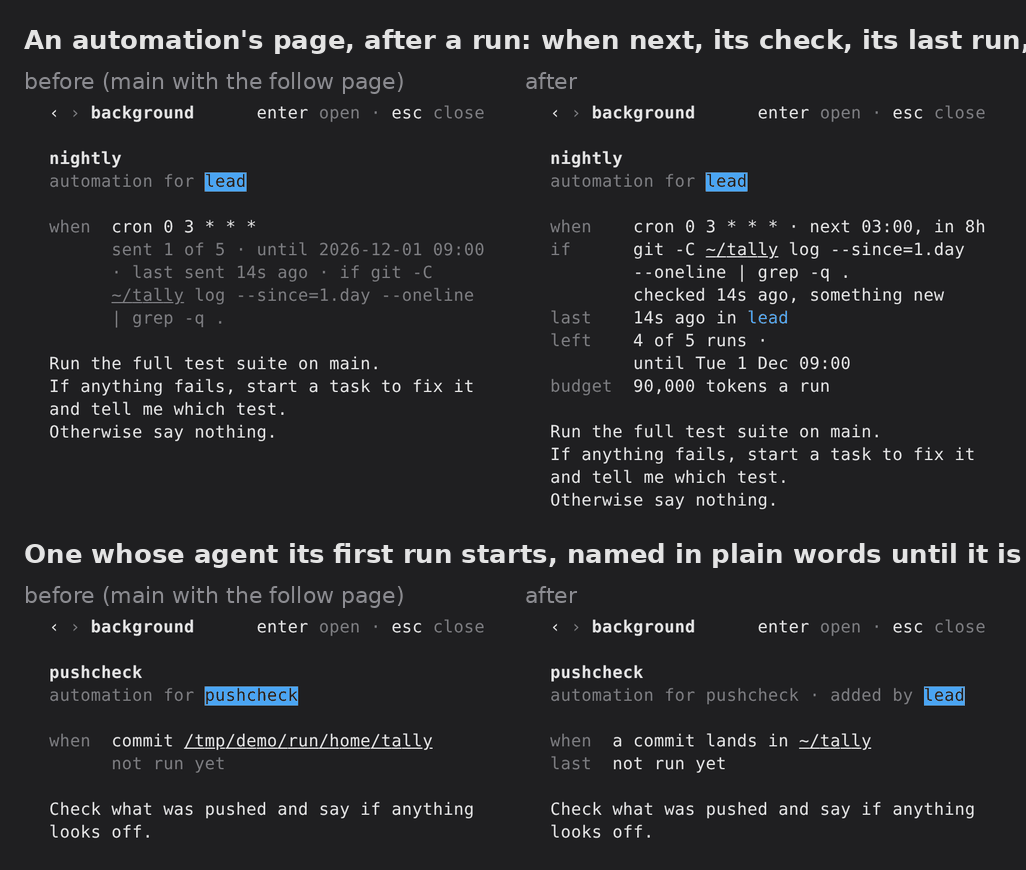 An automation's page, after a run: when next, its check, its last run,
before (main with the follow page)
‹ › background enter open · esc close
nightly
automation for lead
when cron 0 3 * * *
sent 1 of 5 · until 2026-12-01 09:00
· last sent 14s ago · if git -C
~/tally log --since=1.day --oneline
| grep -q .
Run the full test suite on main.
If anything fails, start a task to fix it
and tell me which test.
Otherwise say nothing.
after
‹ › background enter open · esc close
nightly
automation for lead
when cron 0 3 * * * · next 03:00, in 8h
if git -C ~/tally log --since=1.day
--oneline | grep -q .
checked 14s ago, something new
last 14s ago in lead
left 4 of 5 runs ·
until Tue 1 Dec 09:00
budget 90,000 tokens a run
Run the full test suite on main.
If anything fails, start a task to fix it
and tell me which test.
Otherwise say nothing.
One whose agent its first run starts, named in plain words until it is
before (main with the follow page)
‹ › background enter open · esc close
pushcheck
automation for pushcheck
when commit /tmp/demo/run/home/tally
not run yet
Check what was pushed and say if anything
looks off.
after
‹ › background enter open · esc close
pushcheck
automation for pushcheck · added by lead
when a commit lands in ~/tally
last not run yet
Check what was pushed and say if anything
looks off.